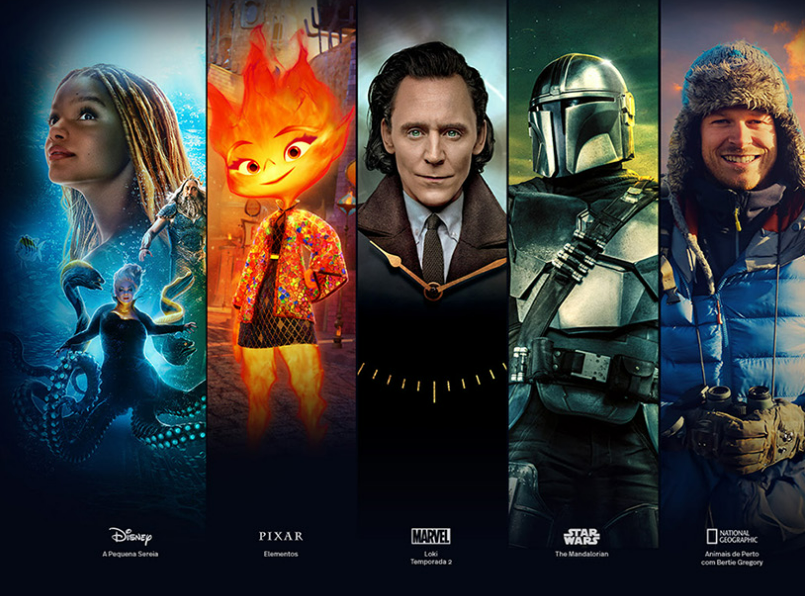 Disney
A Pequena Sereia
PIXAR
Elementos
MARVEL
Loki
Temporada 2
STAR
WARS
The Mandalorian
NATIONAL
GEOGRAPHIC
Animais de Perto
com Bertie Gregory